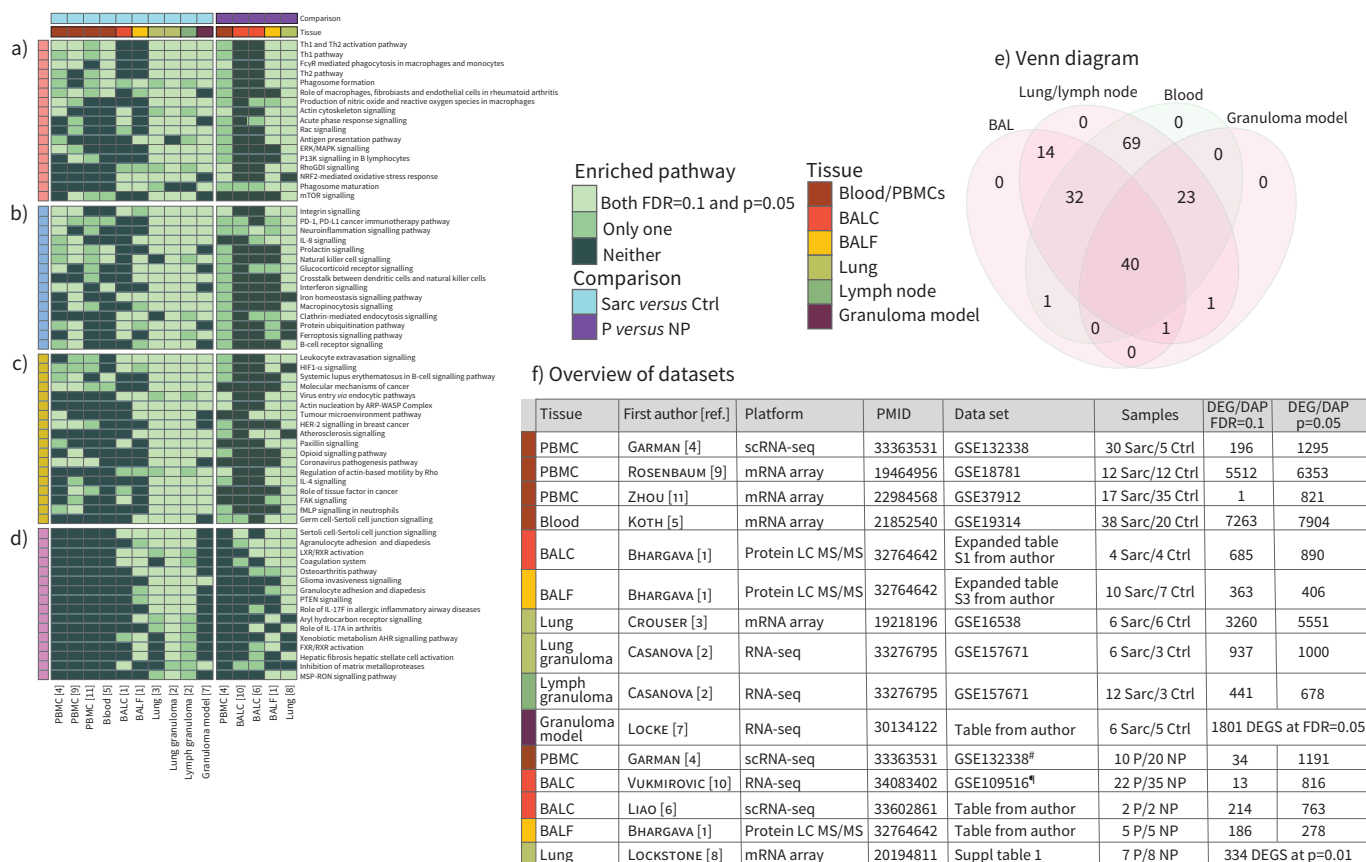 Comparison
Tissue
a)
Th1 and Th2 activation pathway
Th1 pathway
FcγR mediated phagocytosis in macrophages and monocytes
Th2 pathway
Phagosome formation
Role of macrophages, fibroblasts and endothelial cells in rheumatoid arthritis
Production of nitric oxide and reactive oxygen species in macrophages
Actin cytoskeleton signalling
Acute phase response signalling
Rac signalling
Antigen presentation pathway
ERK/MAPK signalling
P13K signalling in B lymphocytes
RhoGDI signalling
NRF2-mediated oxidative stress response
Phagosome maturation
mTOR signalling
b)
Integrin signalling
PD-1, PD-L1 cancer immunotherapy pathway
Neuroinflammation signalling pathway
IL-8 signalling
Prolactin signalling
Natural killer cell signalling
Glucocorticoid receptor signalling
Crosstalk between dendritic cells and natural killer cells
Interferon signalling
Iron homeostasis signalling pathway
Macropinocytosis signalling
Clathrin-mediated endocytosis signalling
Protein ubiquitination pathway
Ferroptosis signalling pathway
B-cell receptor signalling
c)
Leukocyte extravasation signalling
HIF1-α signalling
Systemic lupus erythematosus in B-cell signalling pathway
Molecular mechanisms of cancer
Virus entry via endocytic pathways
Actin nucleation by ARP-WASP Complex
Tumour microenvironment pathway
HER-2 signalling in breast cancer
Atherosclerosis signalling
Paxillin signalling
Opioid signalling pathway
Coronavirus pathogenesis pathway
Regulation of actin-based motility by Rho
IL-4 signalling
Role of tissue factor in cancer
FAK signalling
fMLP signalling in neutrophils
Germ cell-Sertoli cell junction signalling
d)
Sertoli cell-Sertoli cell junction signalling
Agranulocyte adhesion and diapedesis
LXR/RXR activation
Coagulation system
Osteoarthritis pathway
Glioma invasiveness signalling
Granulocyte adhesion and diapedesis
PTEN signalling
Role of IL-17F in allergic inflammatory airway diseases
Aryl hydrocarbon receptor signalling
Role of IL-17A in arthritis
Xenobiotic metabolism AHR signalling pathway
FXR/RXR activation
Hepatic fibrosis hepatic stellate cell activation
Inhibition of matrix metalloproteases
MSP-RON signalling pathway
PBMC [4]
PBMC [9]
PBMC [11]
Blood [5]
BALC [1]
BALF [1]
Lung [3]
Lung granuloma [2]
Lymph granuloma [2]
Granuloma model [7]
PBMC [4]
BALC [10]
BALC [6]
BALF [1]
Lung [8]
Enriched pathway
Both FDR=0.1 and p=0.05
Only one
Neither
Comparison
Sarc versus Ctrl
P versus NP
Tissue
Blood/PBMCs
BALC
BALF
Lung
Lymph node
Granuloma model
e) Venn diagram
Lung/lymph node
Blood
BAL
Granuloma model
0
0
14
69
0
0
32
23
0
40
1
1
0
1
0
f) Overview of datasets
Tissue First author [ref.] Platform PMID Data set Samples DEG/DAP FDR=0.1 DEG/DAP p=0.05
PBMC GARMAN [4] scRNA-seq 33363531 GSE132338 30 Sarc/5 Ctrl 196 1295
PBMC ROSENBAUM [9] mRNA array 19464956 GSE18781 12 Sarc/12 Ctrl 5512 6353
PBMC ZHOU [11] mRNA array 22984568 GSE37912 17 Sarc/35 Ctrl 1 821
Blood KOTH [5] mRNA array 21852540 GSE19314 38 Sarc/20 Ctrl 7263 7904
BALC BHARGAVA [1] Protein LC MS/MS 32764642 Expanded table S1 from author 4 Sarc/4 Ctrl 685 890
BALF BHARGAVA [1] Protein LC MS/MS 32764642 Expanded table S3 from author 10 Sarc/7 Ctrl 363 406
Lung CROUSER [3] mRNA array 19218196 GSE16538 6 Sarc/6 Ctrl 3260 5551
Lung granuloma CASANOVA [2] RNA-seq 33276795 GSE157671 6 Sarc/3 Ctrl 937 1000
Lymph granuloma CASANOVA [2] RNA-seq 33276795 GSE157671 12 Sarc/3 Ctrl 441 678
Granuloma model LOCKE [7] RNA-seq 30134122 Table from author 6 Sarc/5 Ctrl 1801 DEGS at FDR=0.05
PBMC GARMAN [4] scRNA-seq 33363531 GSE132338# 10 P/20 NP 34 1191
BALC VUKMIROVIC [10] RNA-seq 34083402 GSE109516¶ 22 P/35 NP 13 816
BALC LIAO [6] scRNA-seq 33602861 Table from author 2 P/2 NP 214 763
BALF BHARGAVA [1] Protein LC MS/MS 32764642 Table from author 5 P/5 NP 186 278
Lung LOCKSTONE [8] mRNA array 20194811 Suppl table 1 7 P/8 NP 334 DEGS at p=0.01